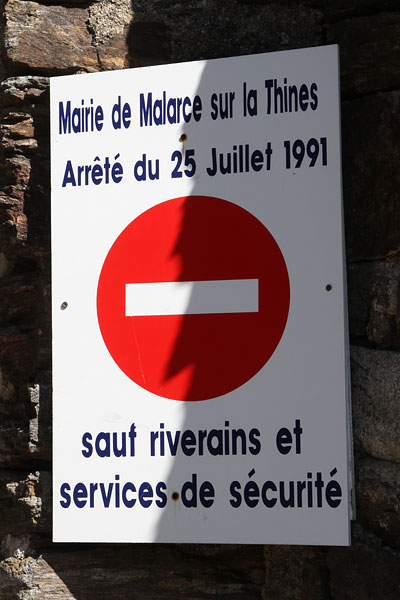 Mairie de Malarce sur la Thines
Arrêté du 25 Juillet 1991
sauf riverains et
services de sécurité